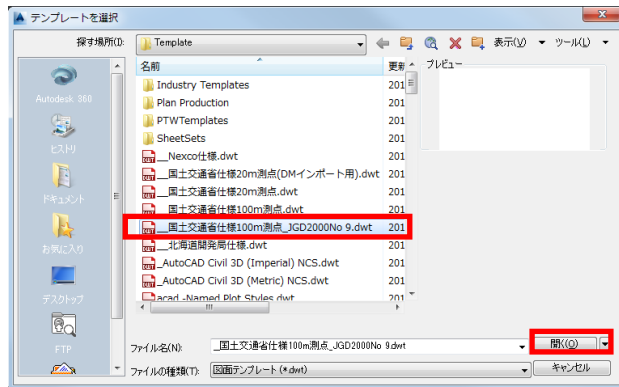 テンプレートを選択
探す場所(I):
Template
表示(V)
ツール(L)
名前
更新
プレビュー
Industry Templates
201
Plan Production
201
PTWTemplates
201
SheetSets
201
__Nexco仕様.dwt
201
__国土交通省仕様20m測点(DMインポート用).dwt
201
__国土交通省仕様20m測点.dwt
201
__国土交通省仕様100m測点.dwt
201
__国土交通省仕様100m測点_JGD2000No 9.dwt
201
__北海道開発局仕様.dwt
201
_AutoCAD Civil 3D (Imperial) NCS.dwt
201
_AutoCAD Civil 3D (Metric) NCS.dwt
201
acad -Named Plot Styles.dwt
201
Autodesk 360
ヒストリ
ドキュメント
お気に入り
デスクトップ
FTP
ファイル名(N):
_国土交通省仕様100m測点_JGD2000No 9.dwt
開く(O)
ファイルの種類(T):
図面テンプレート (*.dwt)
キャンセル